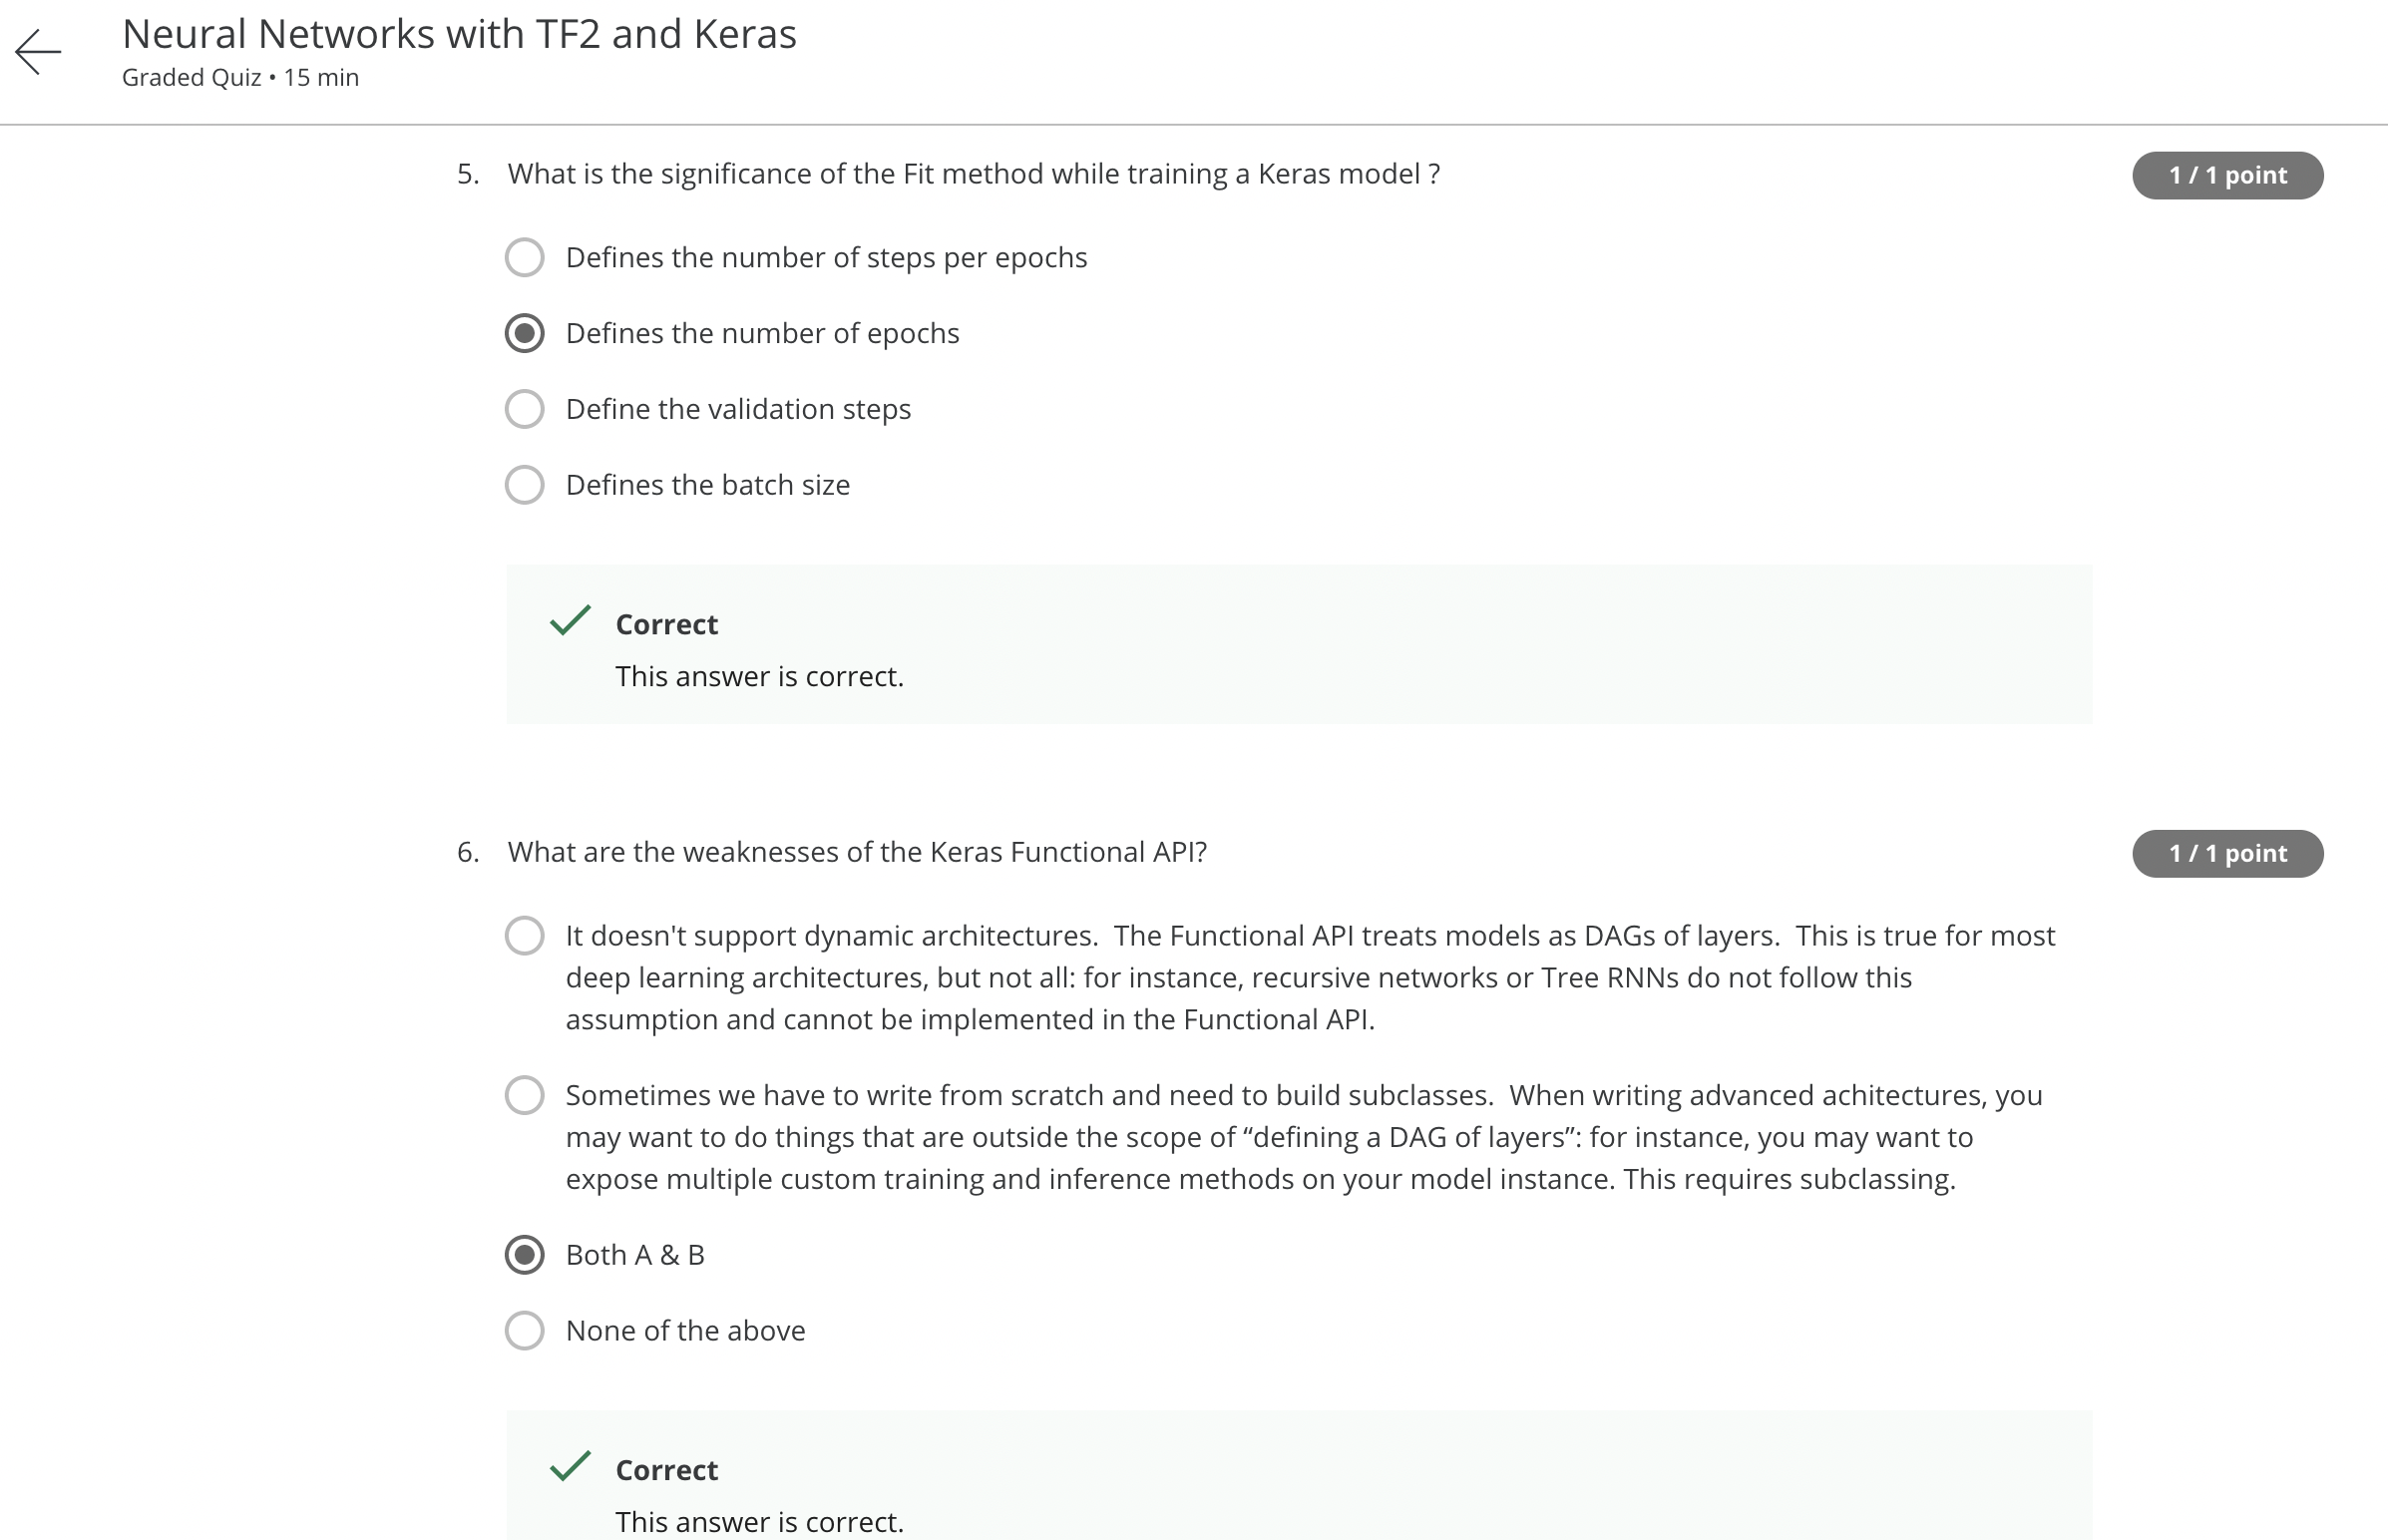 Neural Networks with TF2 and Keras
Graded Quiz • 15 min
5. What is the significance of the Fit method while training a Keras model ?
1 / 1 point
Defines the number of steps per epochs
Defines the number of epochs
Define the validation steps
Defines the batch size
Correct
This answer is correct.
6. What are the weaknesses of the Keras Functional API?
1 / 1 point
It doesn't support dynamic architectures.  The Functional API treats models as DAGs of layers.  This is true for most
deep learning architectures, but not all: for instance, recursive networks or Tree RNNs do not follow this
assumption and cannot be implemented in the Functional API.
Sometimes we have to write from scratch and need to build subclasses.  When writing advanced achitectures, you
may want to do things that are outside the scope of “defining a DAG of layers”: for instance, you may want to
expose multiple custom training and inference methods on your model instance. This requires subclassing.
Both A & B
None of the above
Correct
This answer is correct.